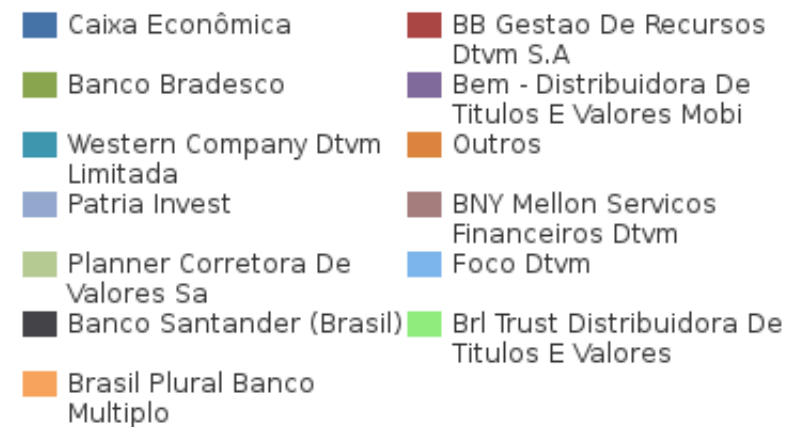 Caixa Econômica
BB Gestao De Recursos
Dtvm S.A
Banco Bradesco
Bem - Distribuidora De
Titulos E Valores Mobi
Western Company Dtvm
Limitada
Outros
Patria Invest
BNY Mellon Servicos
Financeiros Dtvm
Planner Corretora De
Valores Sa
Foco Dtvm
Banco Santander (Brasil)
Brl Trust Distribuidora De
Titulos E Valores
Brasil Plural Banco
Multiplo